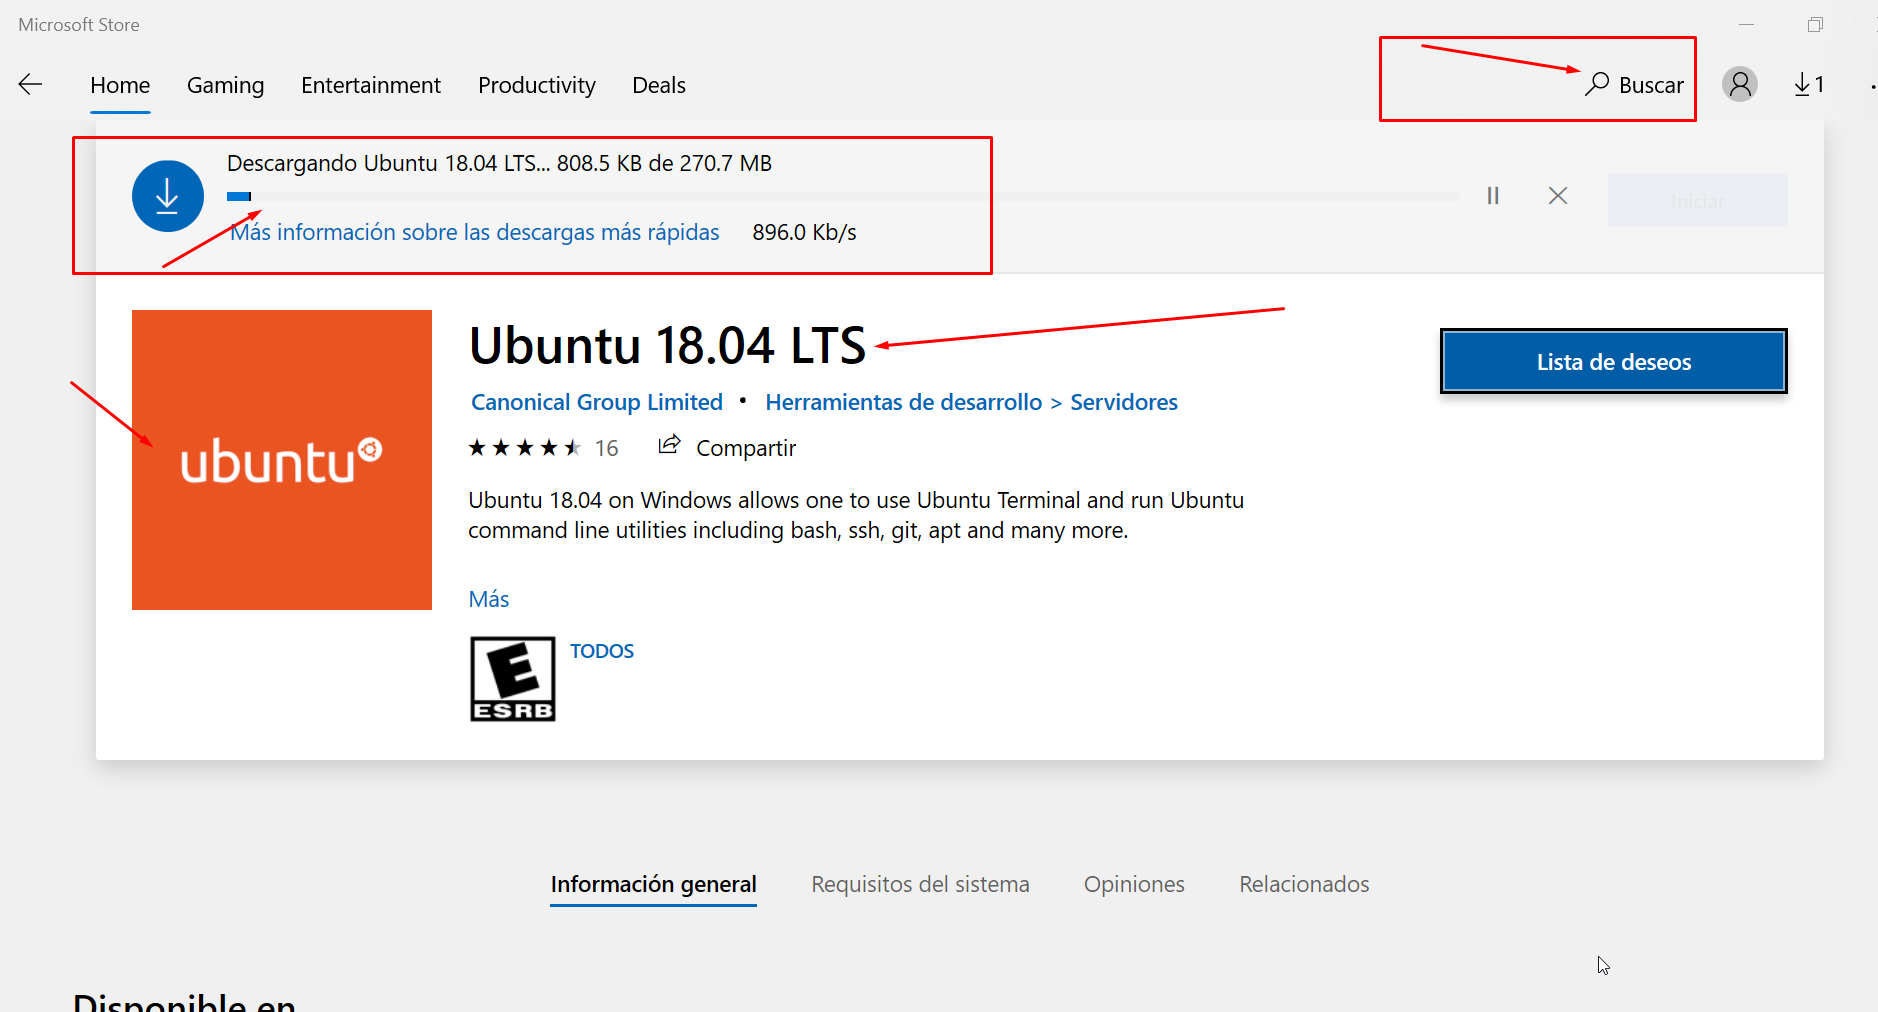 Microsoft Store
Home Gaming Entertainment Productivity Deals Buscar 1
Descargando Ubuntu 18.04 LTS... 808.5 KB de 270.7 MB
Iniciar
Más información sobre las descargas más rápidas 896.0 Kb/s
ubuntu
Ubuntu 18.04 LTS
Lista de deseos
Canonical Group Limited • Herramientas de desarrollo > Servidores
16 Compartir
Ubuntu 18.04 on Windows allows one to use Ubuntu Terminal and run Ubuntu
command line utilities including bash, ssh, git, apt and many more.
Más
E
ESRB
TODOS
Información general Requisitos del sistema Opiniones Relacionados
Disponible en